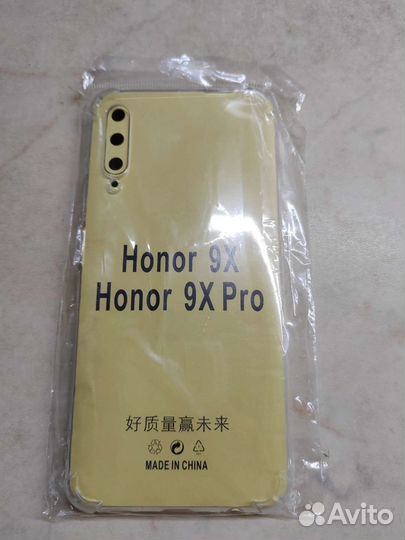 Honor 9X
Honor 9X Pro
好质量赢未来
MADE IN CHINA
Avito